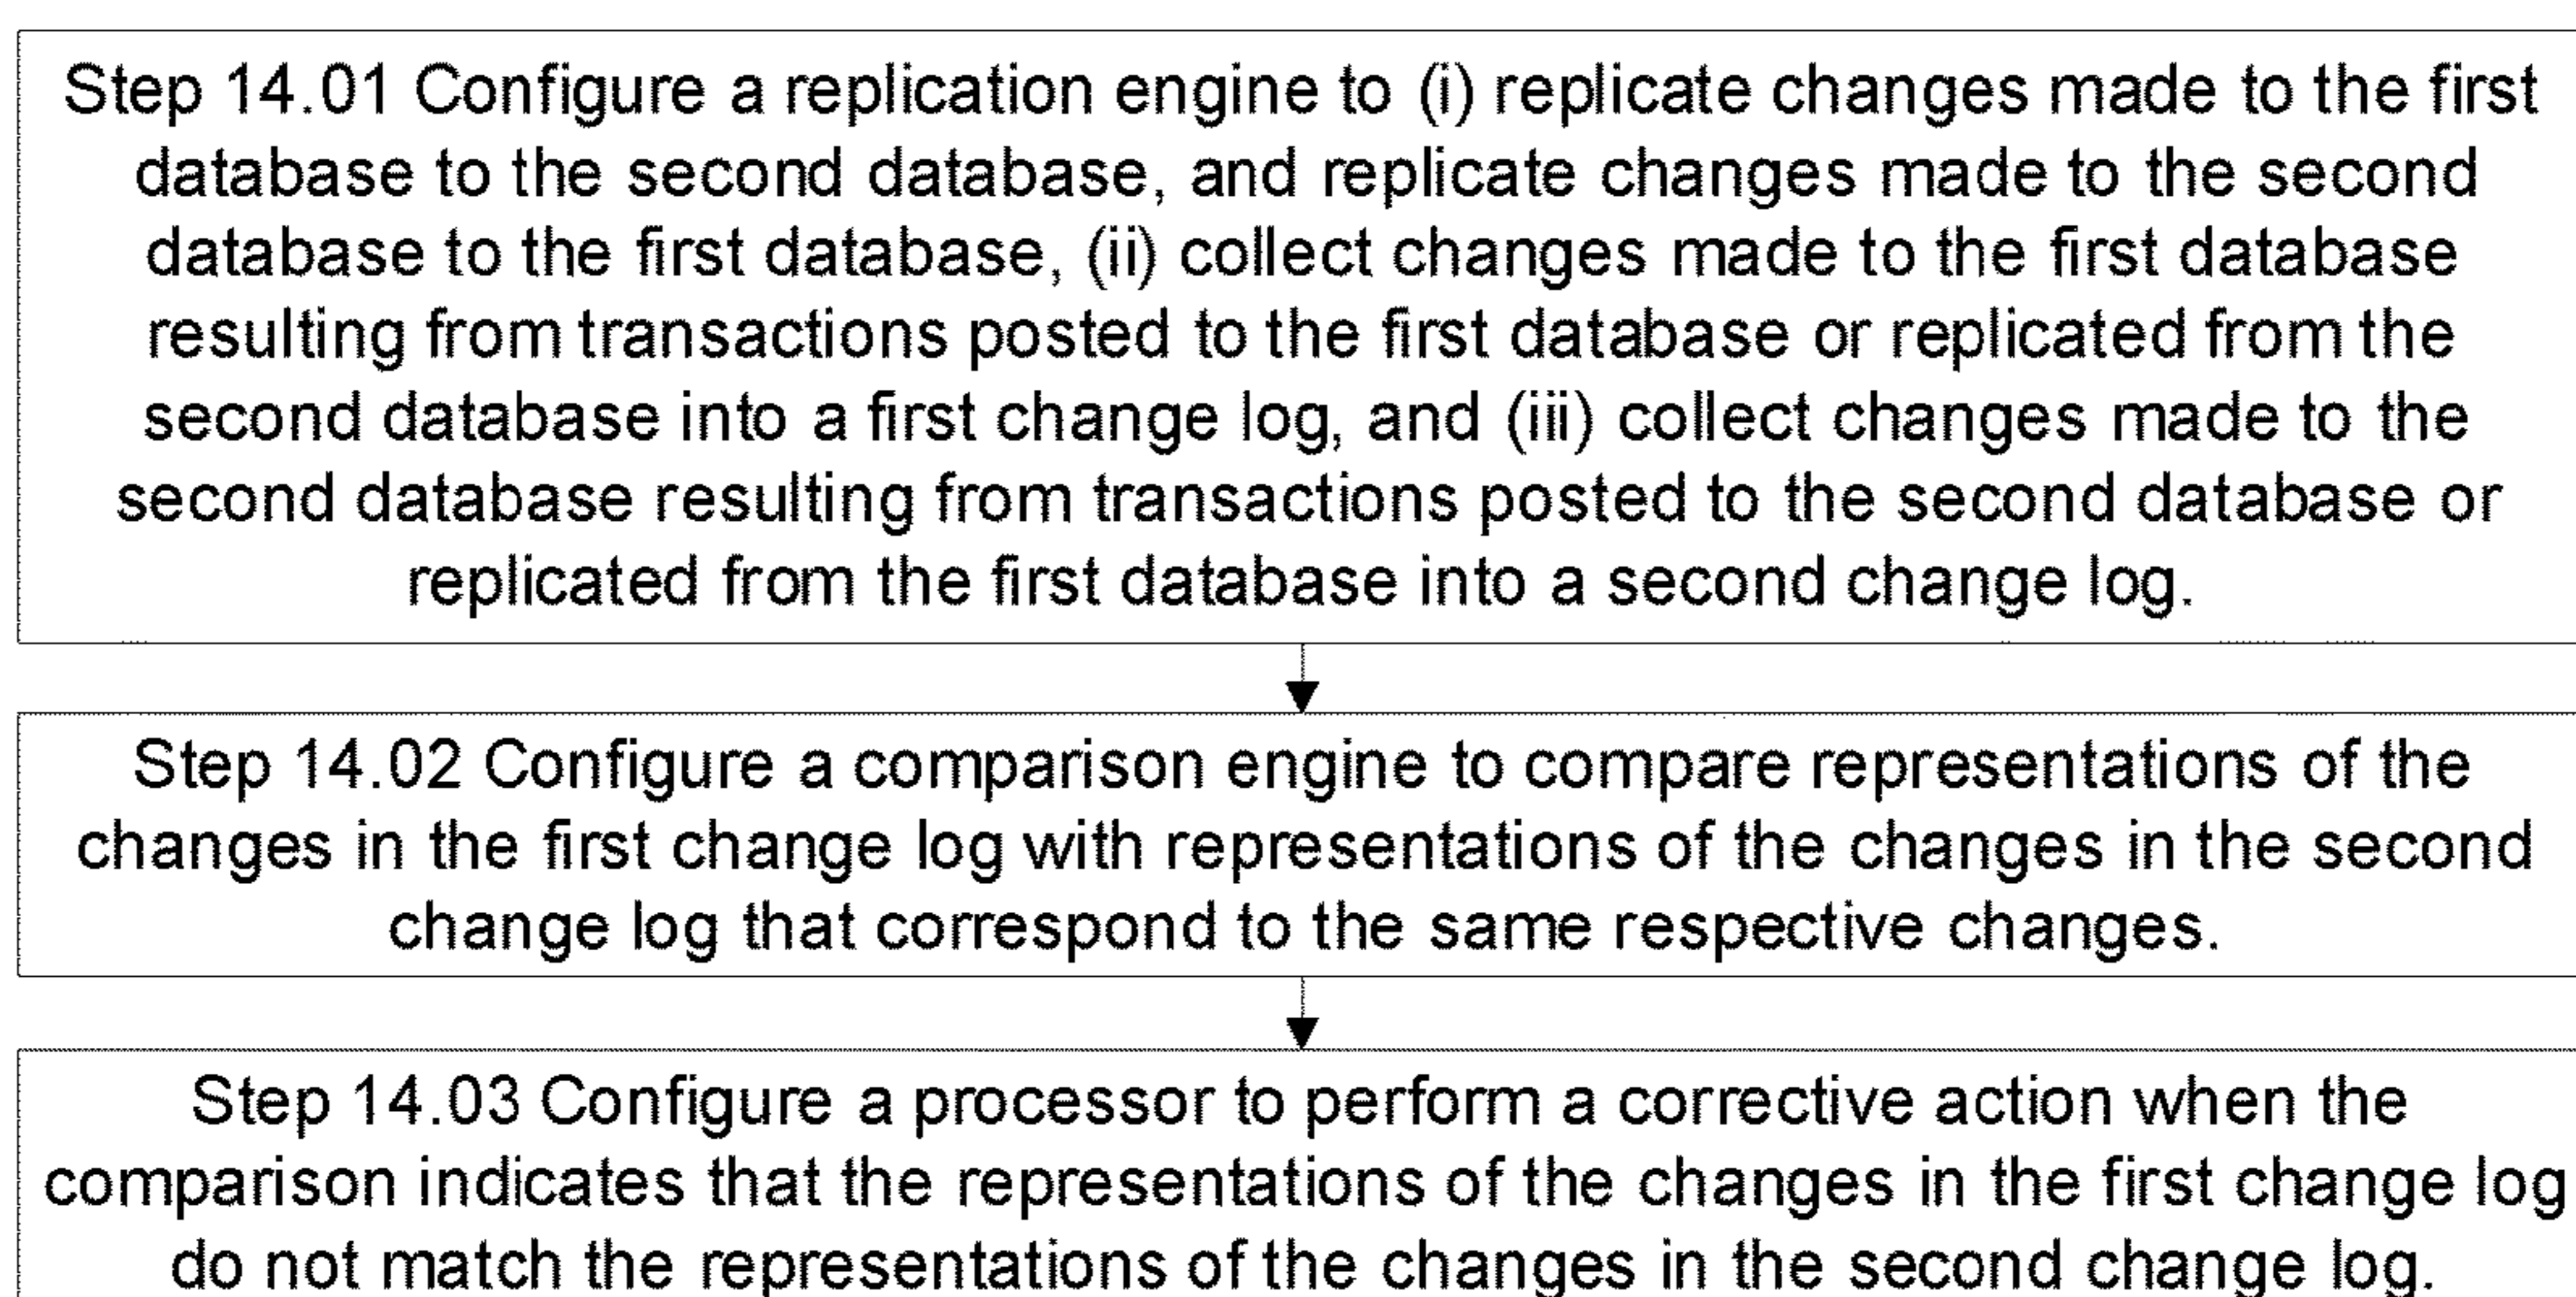 Step 14.01 Configure a replication engine to (i) replicate changes made to the first
database to the second database, and replicate changes made to the second
database to the first database, (ii) collect changes made to the first database
resulting from transactions posted to the first database or replicated from the
second database into a first change log, and (iii) collect changes made to the
second database resulting from transactions posted to the second database or
replicated from the first database into a second change log.
Step 14.02 Configure a comparison engine to compare representations of the
changes in the first change log with representations of the changes in the second
change log that correspond to the same respective changes.
Step 14.03 Configure a processor to perform a corrective action when the
comparison indicates that the representations of the changes in the first change log
do not match the representations of the changes in the second change log.